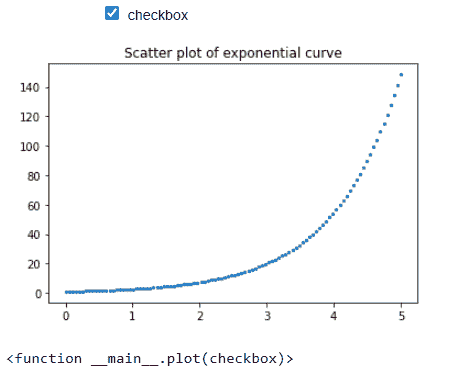 checkbox
Scatter plot of exponential curve
140
120
100
80
60
40
20
0
0 1 2 3 4 5
<function __main__.plot(checkbox)>